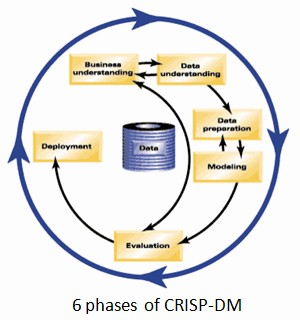 Business
understanding
Data
understanding
Data
preparation
Modeling
Deployment
Data
Evaluation
6 phases of CRISP-DM